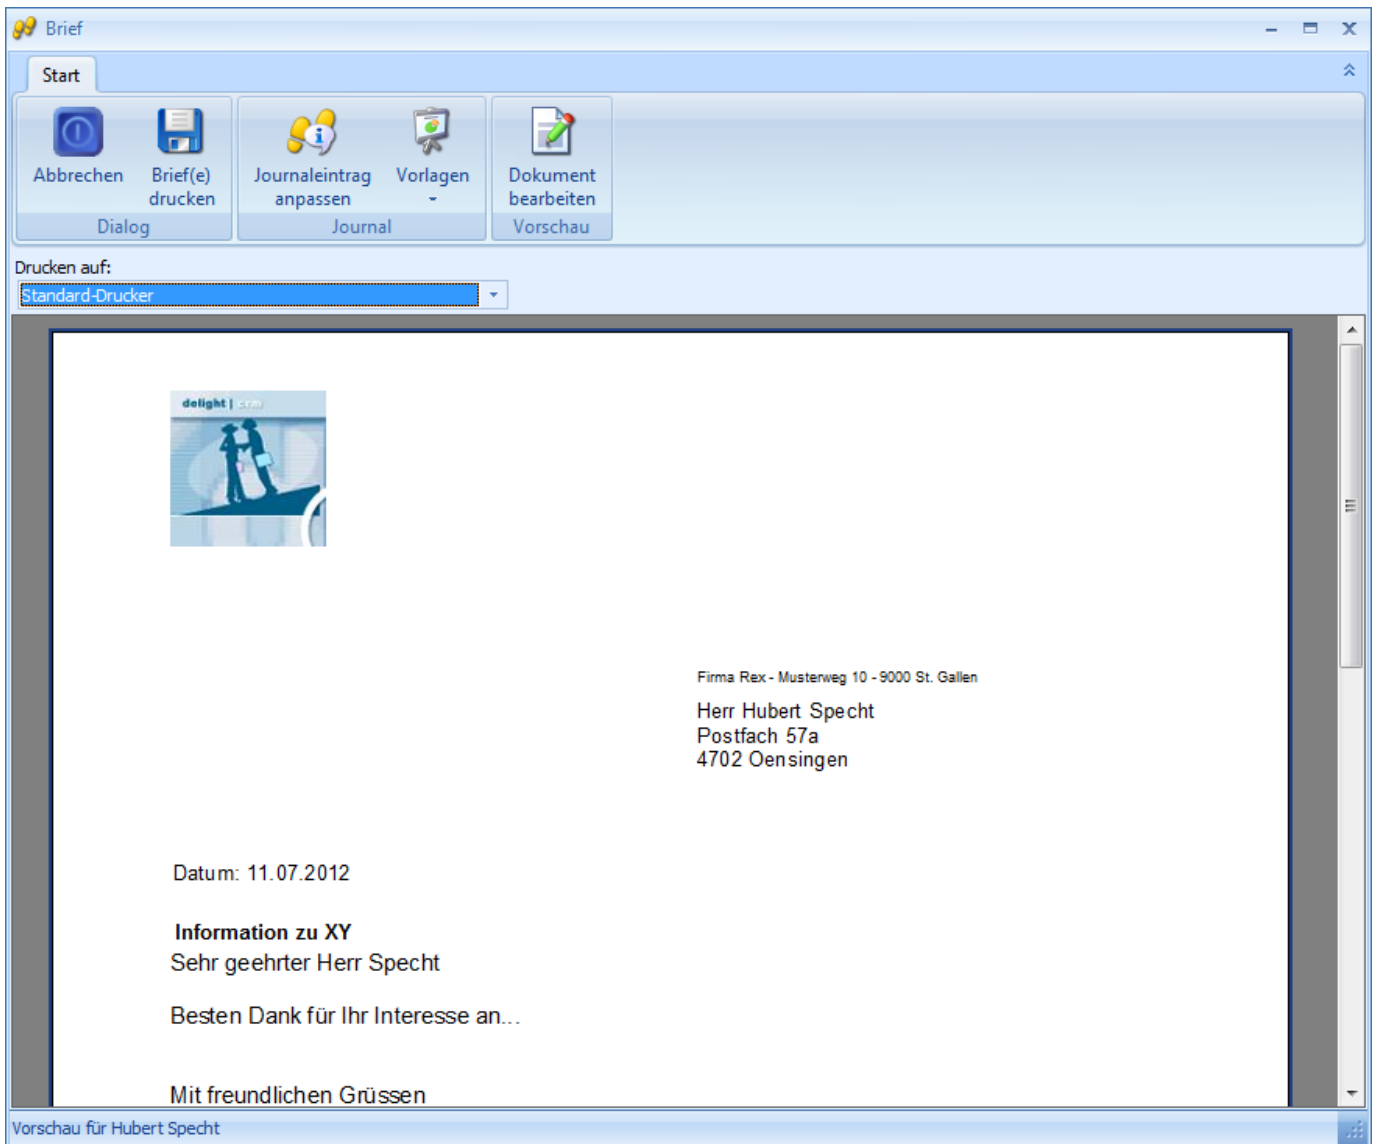 Brief
Start
Abbrechen
Brief(e)
drucken
Journaleintrag
anpassen
Vorlagen
Dokument
bearbeiten
Dialog
Journal
Vorschau
Drucken auf:
Standard-Drucker
delight | crm
Firma Rex - Musterweg 10 - 9000 St. Gallen
Herr Hubert Specht
Postfach 57a
4702 Oensingen
Datum: 11.07.2012
Information zu XY
Sehr geehrter Herr Specht
Besten Dank für Ihr Interesse an...
Mit freundlichen Grüssen
Vorschau für Hubert Specht